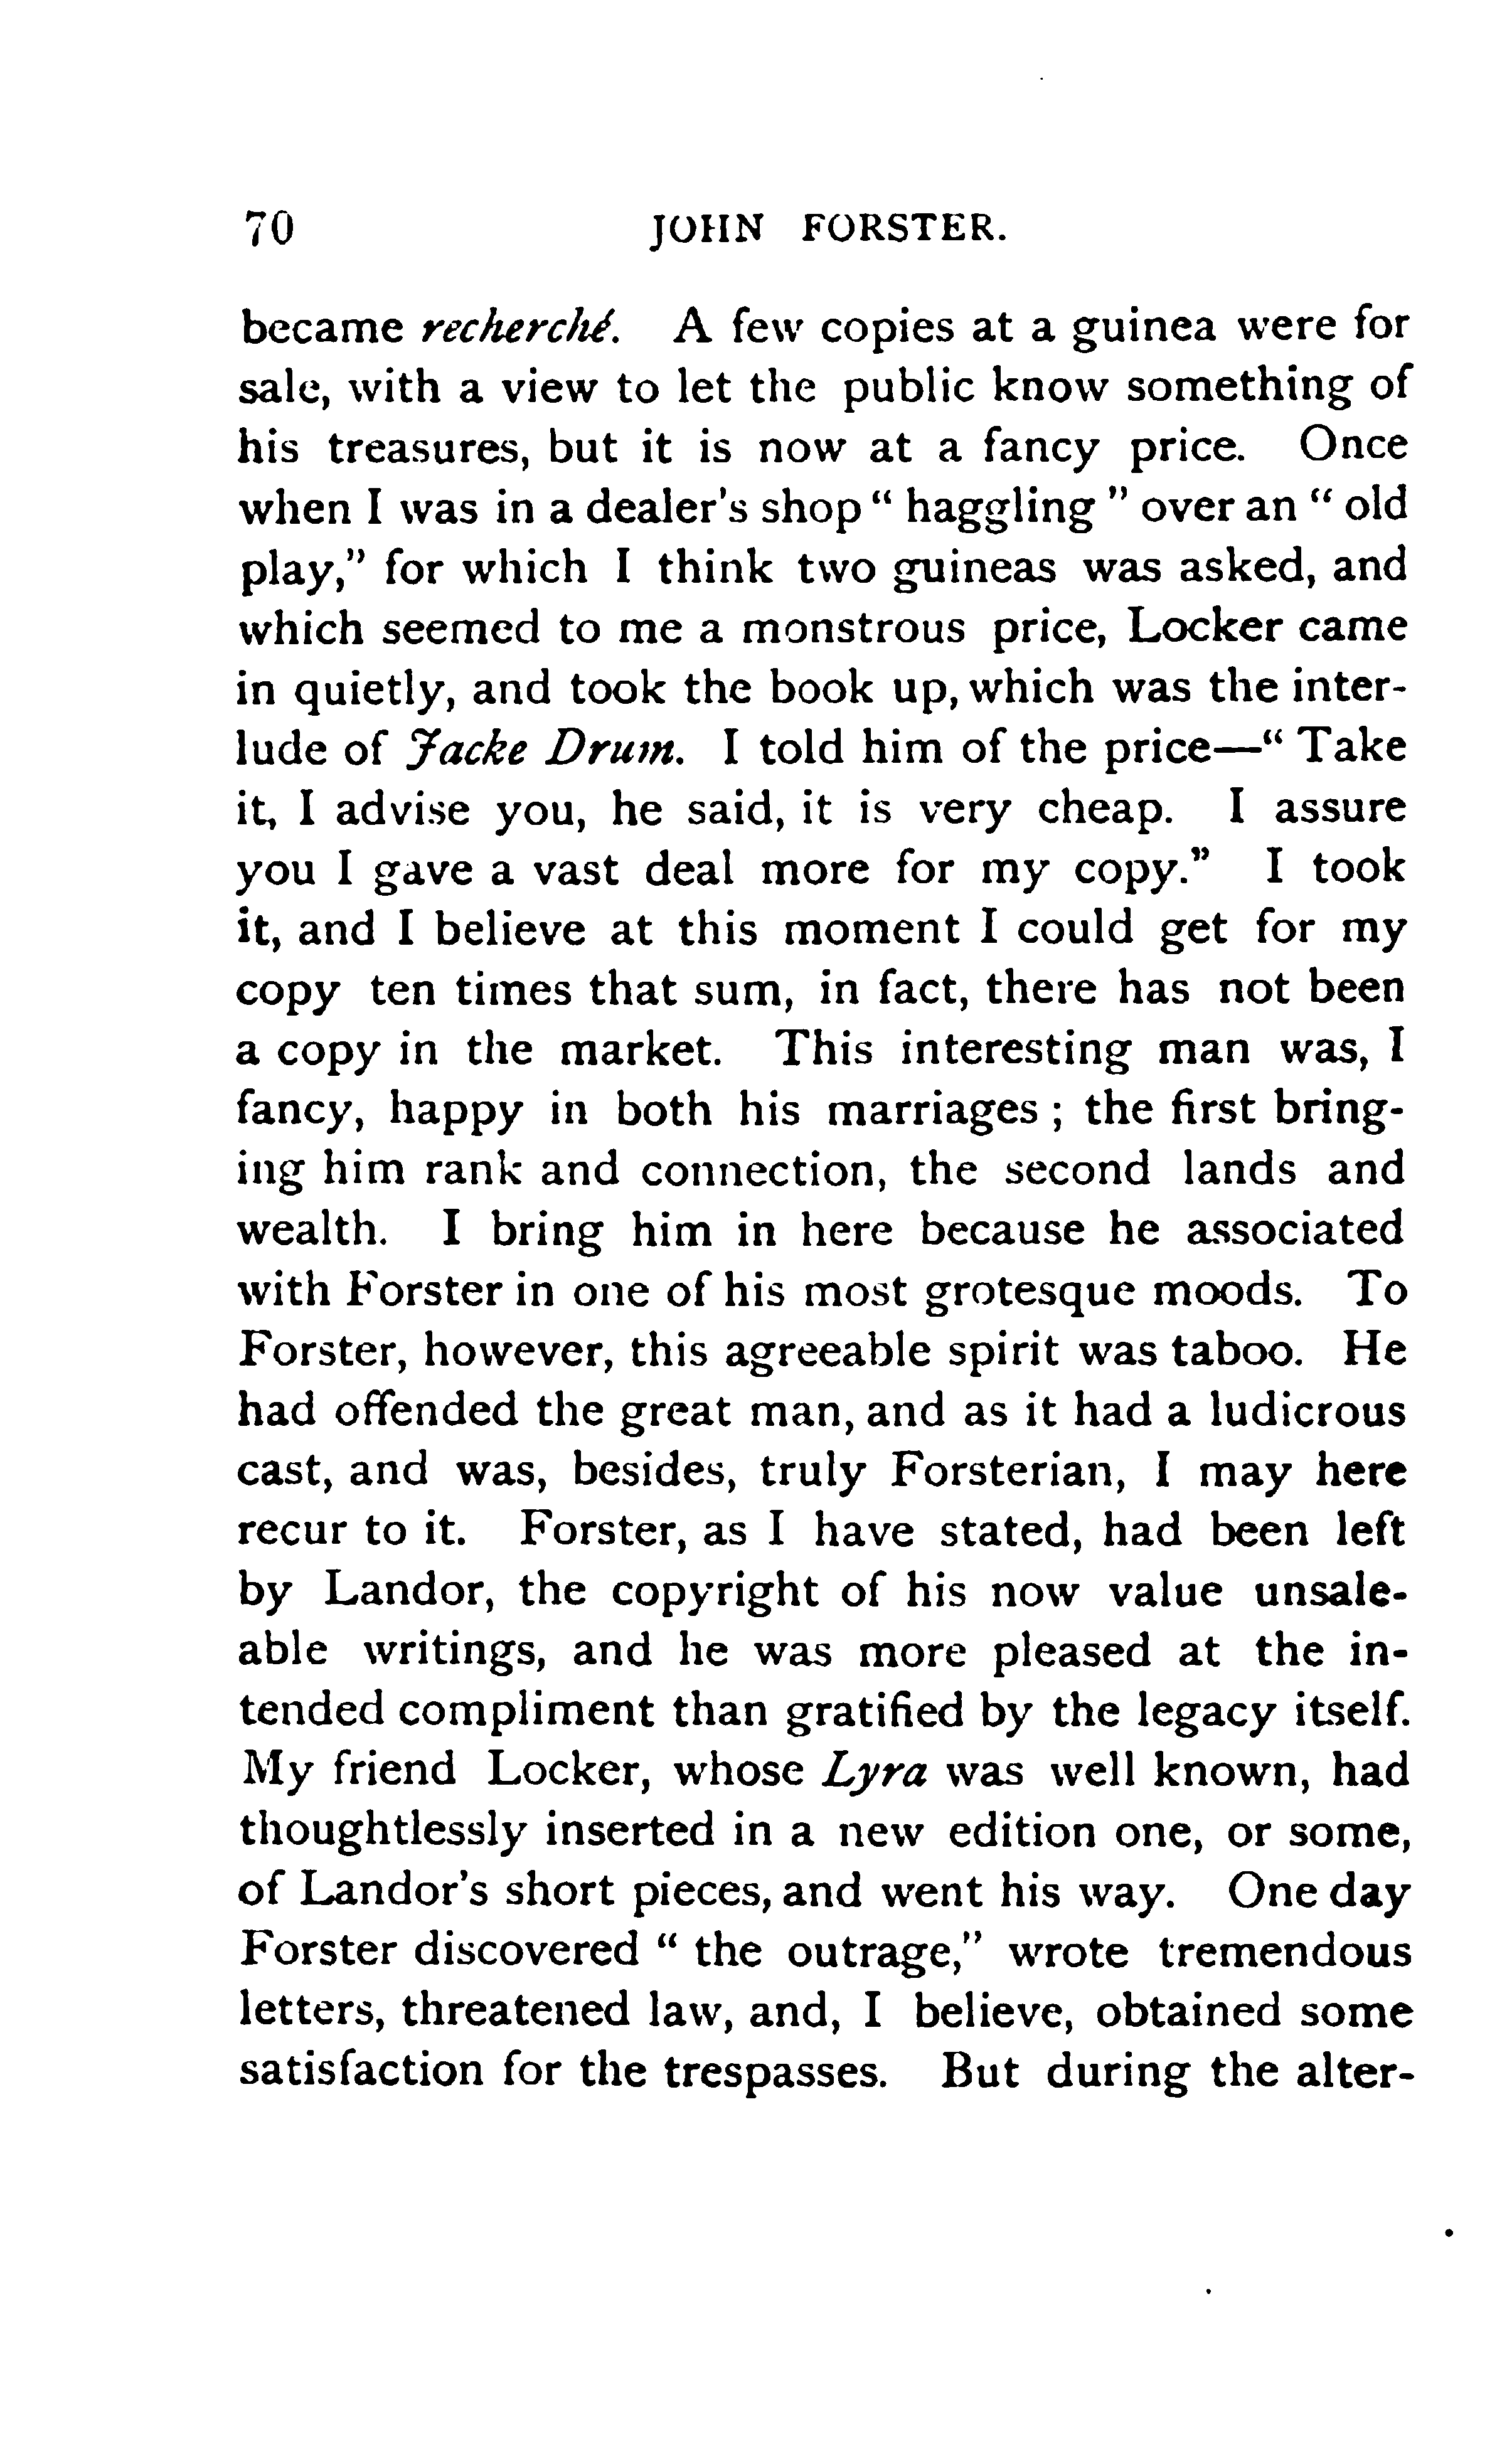 70 JOHN FORSTER.
became recherché. A few copies at a guinea were for
sale, with a view to let the public know something of
his treasures, but it is now at a fancy price. Once
when I was in a dealer's shop “ haggling ” over an “ old
play,” for which I think two guineas was asked, and
which seemed to me a monstrous price, Locker came
in quietly, and took the book up, which was the inter-
lude of Jacke Drum. I told him of the price—“ Take
it, I advise you, he said, it is very cheap. I assure
you I gave a vast deal more for my copy.” I took
it, and I believe at this moment I could get for my
copy ten times that sum, in fact, there has not been
a copy in the market. This interesting man was, I
fancy, happy in both his marriages ; the first bring-
ing him rank and connection, the second lands and
wealth. I bring him in here because he associated
with Forster in one of his most grotesque moods. To
Forster, however, this agreeable spirit was taboo. He
had offended the great man, and as it had a ludicrous
cast, and was, besides, truly Forsterian, I may here
recur to it. Forster, as I have stated, had been left
by Landor, the copyright of his now value unsale-
able writings, and he was more pleased at the in-
tended compliment than gratified by the legacy itself.
My friend Locker, whose Lyra was well known, had
thoughtlessly inserted in a new edition one, or some,
of Landor's short pieces, and went his way. One day
Forster discovered “ the outrage,” wrote tremendous
letters, threatened law, and, I believe, obtained some
satisfaction for the trespasses. But during the alter-